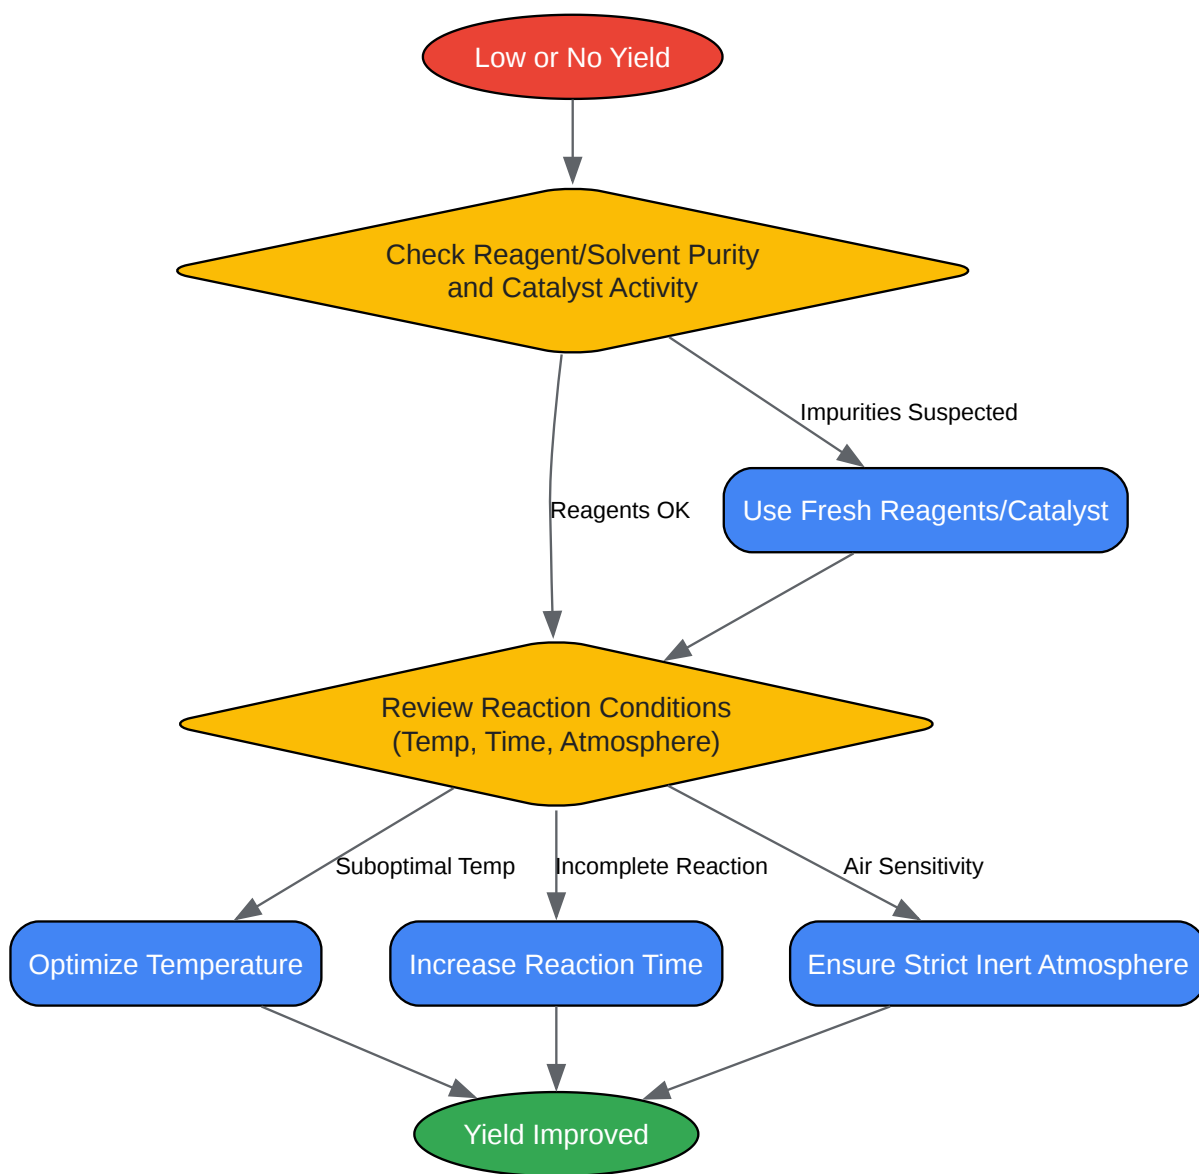 Low or No Yield
Check Reagent/Solvent Purity
and Catalyst Activity
Impurities Suspected
Reagents OK
Use Fresh Reagents/Catalyst
Review Reaction Conditions
(Temp, Time, Atmosphere)
Suboptimal Temp
Incomplete Reaction
Air Sensitivity
Optimize Temperature
Increase Reaction Time
Ensure Strict Inert Atmosphere
Yield Improved